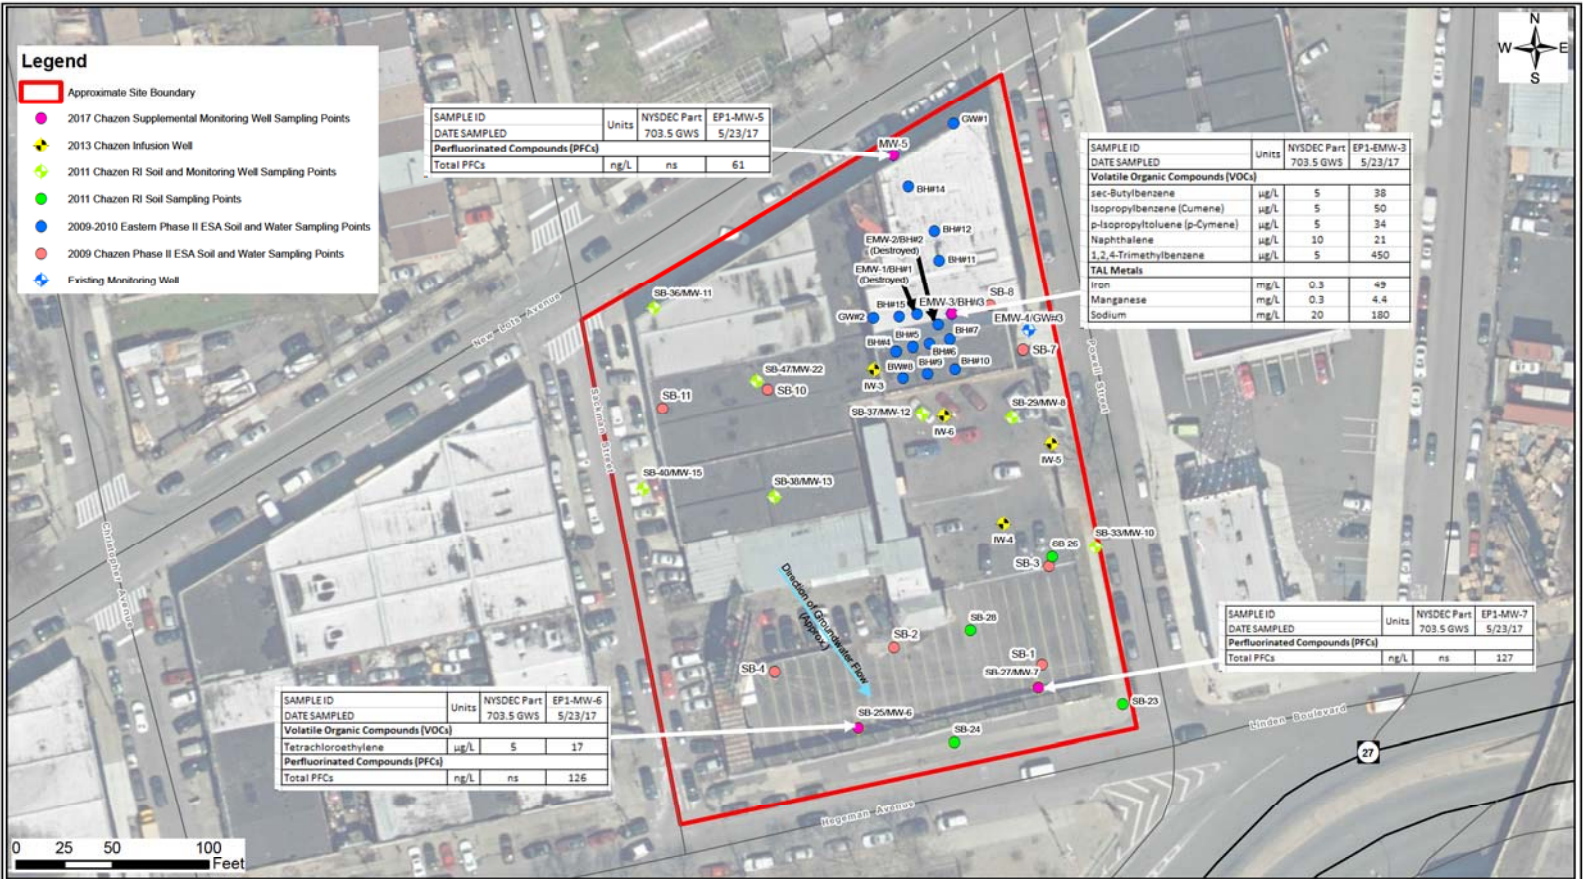 N
W E
S
Legend
Approximate Site Boundary
2017 Chazen Supplemental Monitoring Well Sampling Points
2013 Chazen Infusion Well
2011 Chazen RI Soil and Monitoring Well Sampling Points
2011 Chazen RI Soil Sampling Points
2009-2010 Eastern Phase II ESA Soil and Water Sampling Points
2009 Chazen Phase II ESA Soil and Water Sampling Points
Existing Monitoring Well
SAMPLE ID Units NYSDEC Part 703.5 GWS EP1-MW-5
DATE SAMPLED 5/23/17
Perfluorinated Compounds (PFCs)
Total PFCs ng/L ns 61
SAMPLE ID Units NYSDEC Part 703.5 GWS EP1-EMW-3
DATE SAMPLED 5/23/17
Volatile Organic Compounds (VOCs)
sec-Butylbenzene µg/L 5 38
Isopropylbenzene (Cumene) µg/L 5 50
p-Isopropyltoluene (p-Cymene) µg/L 5 34
Naphthalene µg/L 10 21
1,2,4-Trimethylbenzene µg/L 5 450
TAL Metals
Iron mg/L 0.3 49
Manganese mg/L 0.3 4.4
Sodium mg/L 20 180
GW#1
MW-5
BH#14
BH#12
EMW-2/BH#2
(Destroyed)
BH#11
EMW-1/BH#1
(Destroyed)
SB-8
SB-36/MW-11
BH#15
EMW-3/BH#3
GW#2
EMW-4/GW#3
BH#5
BH#7
BH#4
BH#6
SB-7
BW#8
BH#9
BH#10
IW-3
SB-47/MW-22
SB-10
SB-11
SB-37/MW-12
IW-6
SB-29/MW-8
IW-5
SB-40/MW-15
SB-38/MW-13
IW-4
SB-33/MW-10
SB-26
SB-3
SB-28
SB-2
SB-1
SB-27/MW-7
SB-4
SB-23
SB-25/MW-6
SB-24
New Lots Avenue
Sackman Street
Powell Street
Christopher Avenue
Direction of Groundwater Flow
(Approx.)
Linden Boulevard
Hegeman Avenue
27
SAMPLE ID Units NYSDEC Part 703.5 GWS EP1-MW-7
DATE SAMPLED 5/23/17
Perfluorinated Compounds (PFCs)
Total PFCs ng/L ns 127
SAMPLE ID Units NYSDEC Part 703.5 GWS EP1-MW-6
DATE SAMPLED 5/23/17
Volatile Organic Compounds (VOCs)
Tetrachloroethylene µg/L 5 17
Perfluorinated Compounds (PFCs)
Total PFCs ng/L ns 126
0 25 50 100
Feet